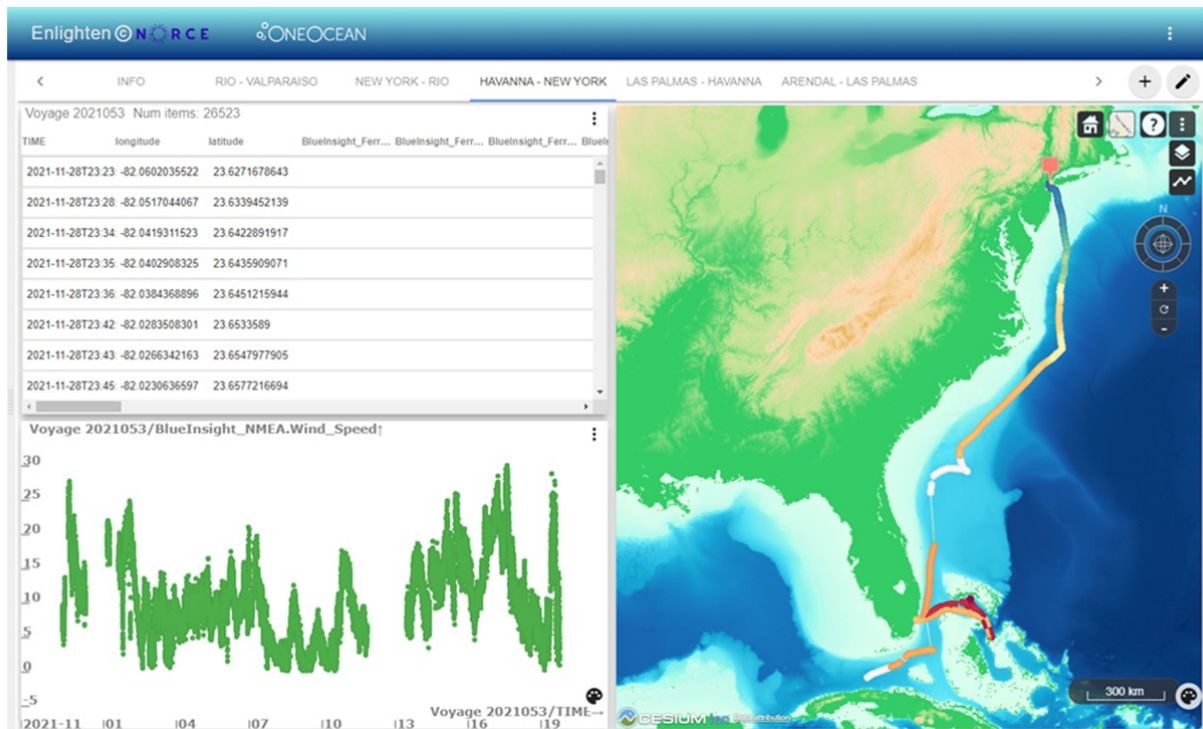 Enlighten © NORCE ONEOCEAN
INFO RIO - VALPARAISO NEW YORK - RIO HAVANNA - NEW YORK LAS PALMAS - HAVANNA ARENDAL - LAS PALMAS
Voyage 2021053 Num items: 26523
TIME longitude latitude BlueInsight_Ferr... BlueInsight_Ferr... BlueInsight_Ferr... BlueIn
2021-11-28T23:23: -82.0602035522 23.6271678643
2021-11-28T23:28: -82.0517044067 23.6339452139
2021-11-28T23:34: -82.0419311523 23.6422891917
2021-11-28T23:35: -82.0402908325 23.6435909071
2021-11-28T23:36: -82.0384368896 23.6451215944
2021-11-28T23:42: -82.0283508301 23.6533589
2021-11-28T23:43: -82.0266342163 23.6547977905
2021-11-28T23:45: -82.0230636597 23.6577216694
Voyage 2021053/BlueInsight_NMEA.Wind_Speed↑
30
25
20
15
10
5
0
-5
Voyage 2021053/TIME→
2021-11 01 04 07 10 13 16 19
?
N
+
-
300 km
CESIUM ion